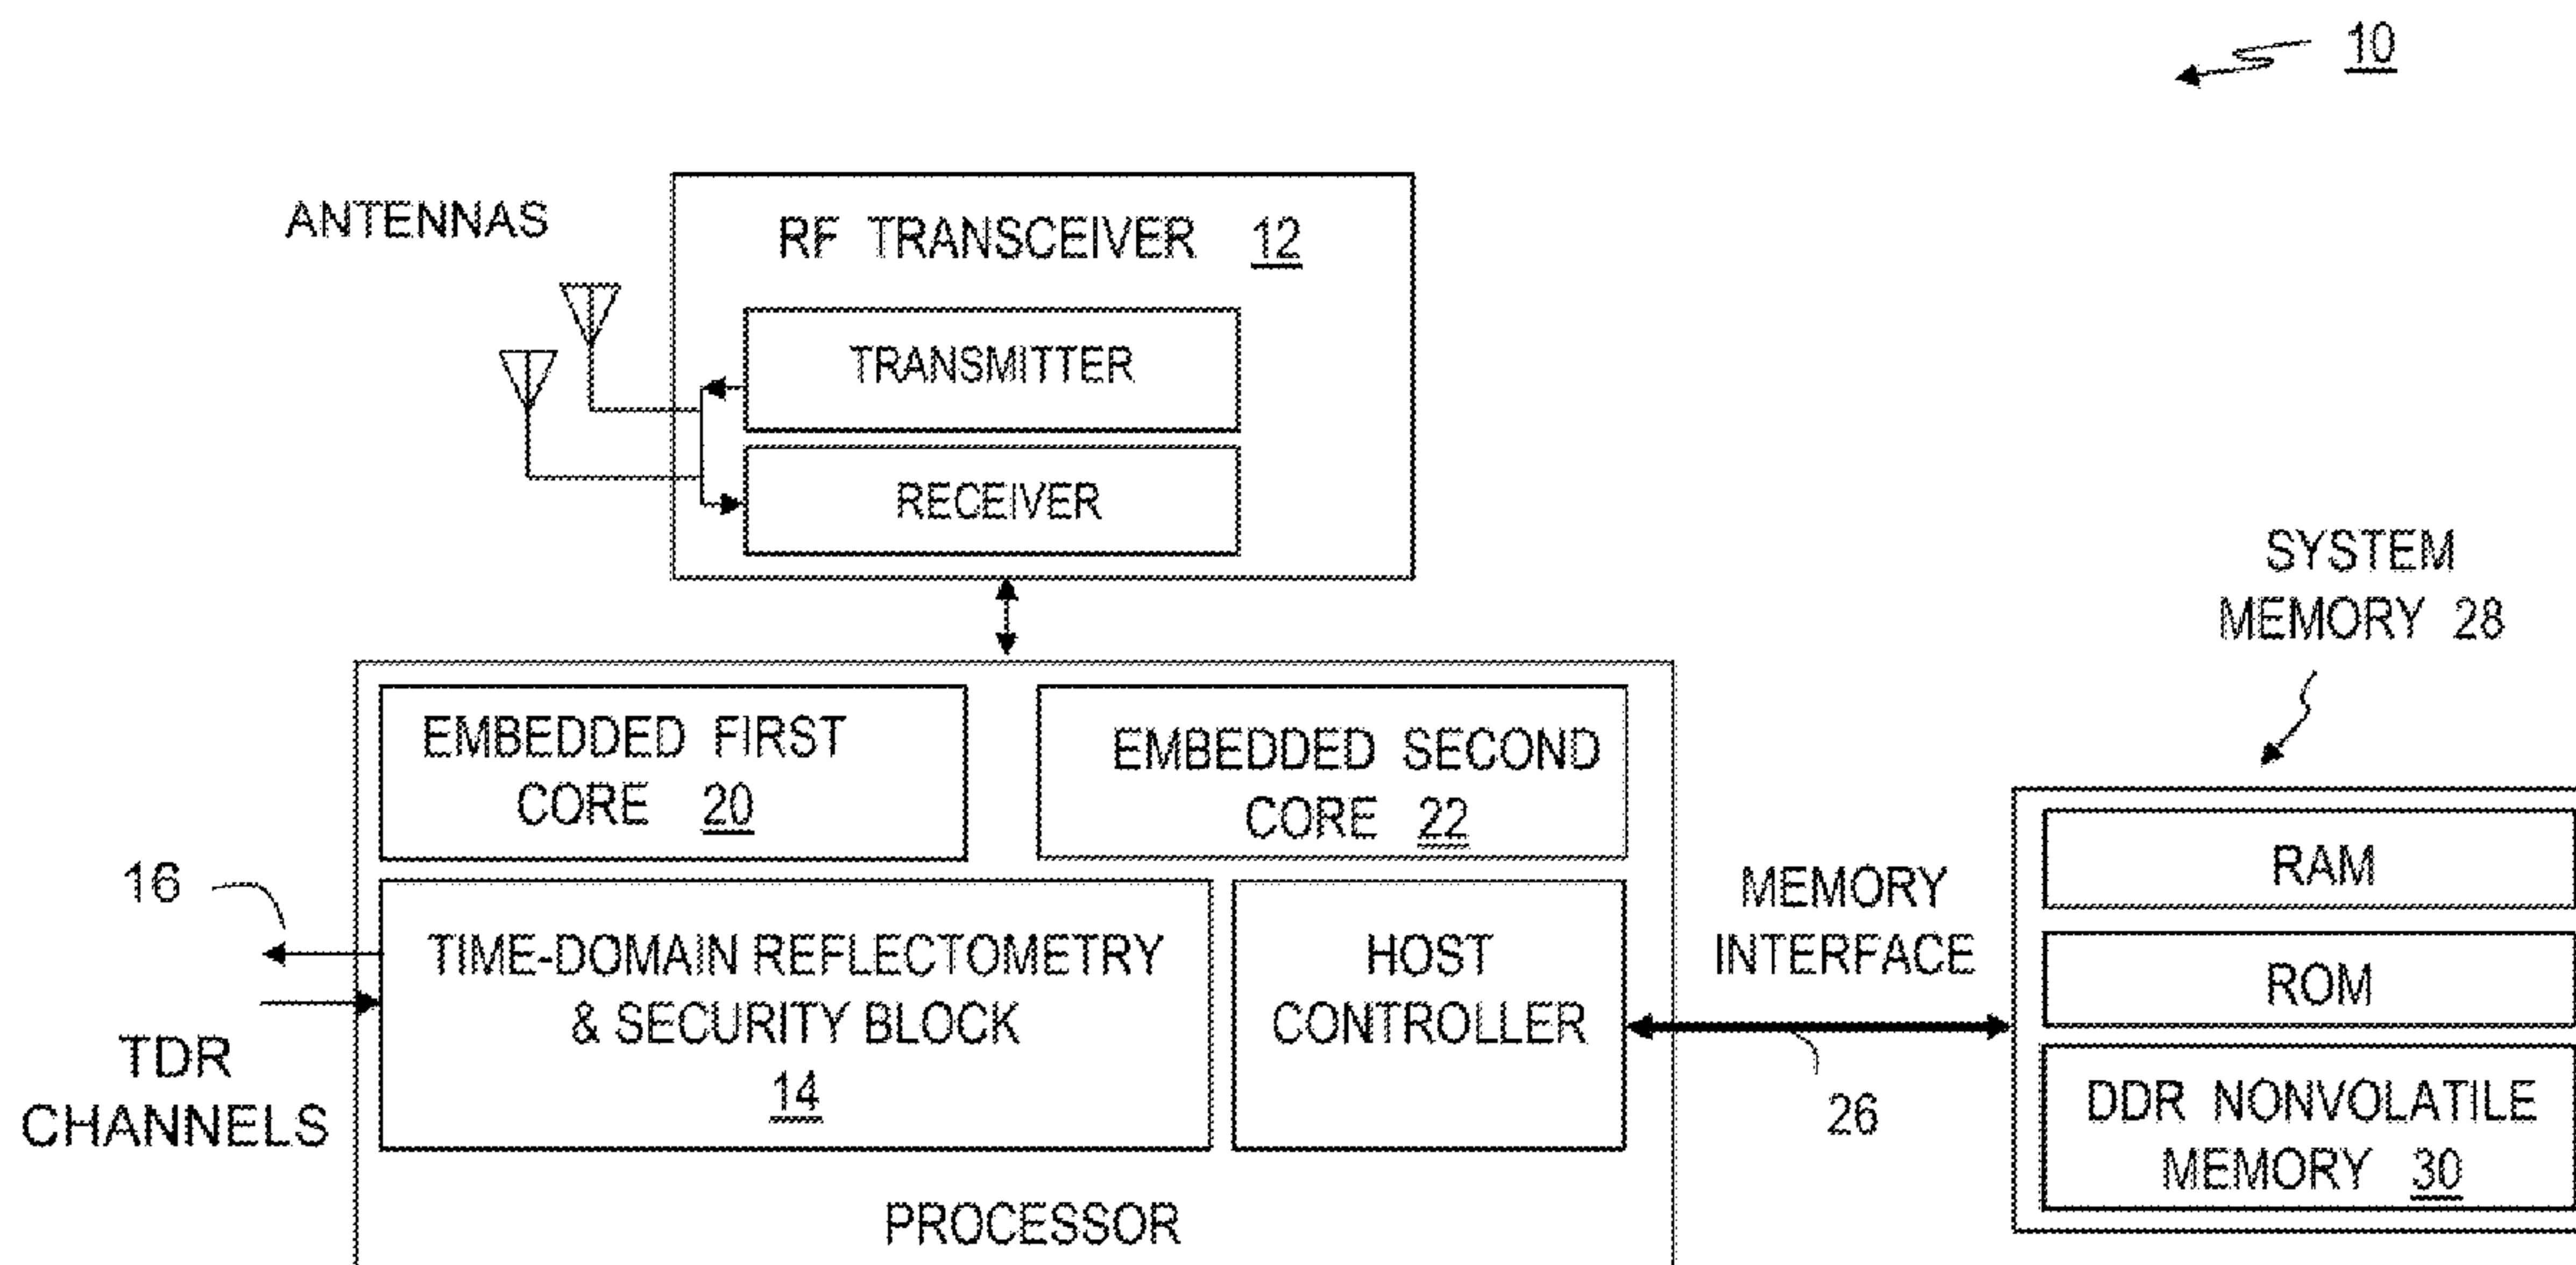 10
ANTENNAS
RF TRANSCEIVER 12
TRANSMITTER
RECEIVER
SYSTEM
MEMORY 28
EMBEDDED FIRST
CORE 20
EMBEDDED SECOND
CORE 22
16
TDR
CHANNELS
TIME-DOMAIN REFLECTOMETRY
& SECURITY BLOCK
14
HOST
CONTROLLER
MEMORY
INTERFACE
26
RAM
ROM
DDR NONVOLATILE
MEMORY 30
PROCESSOR